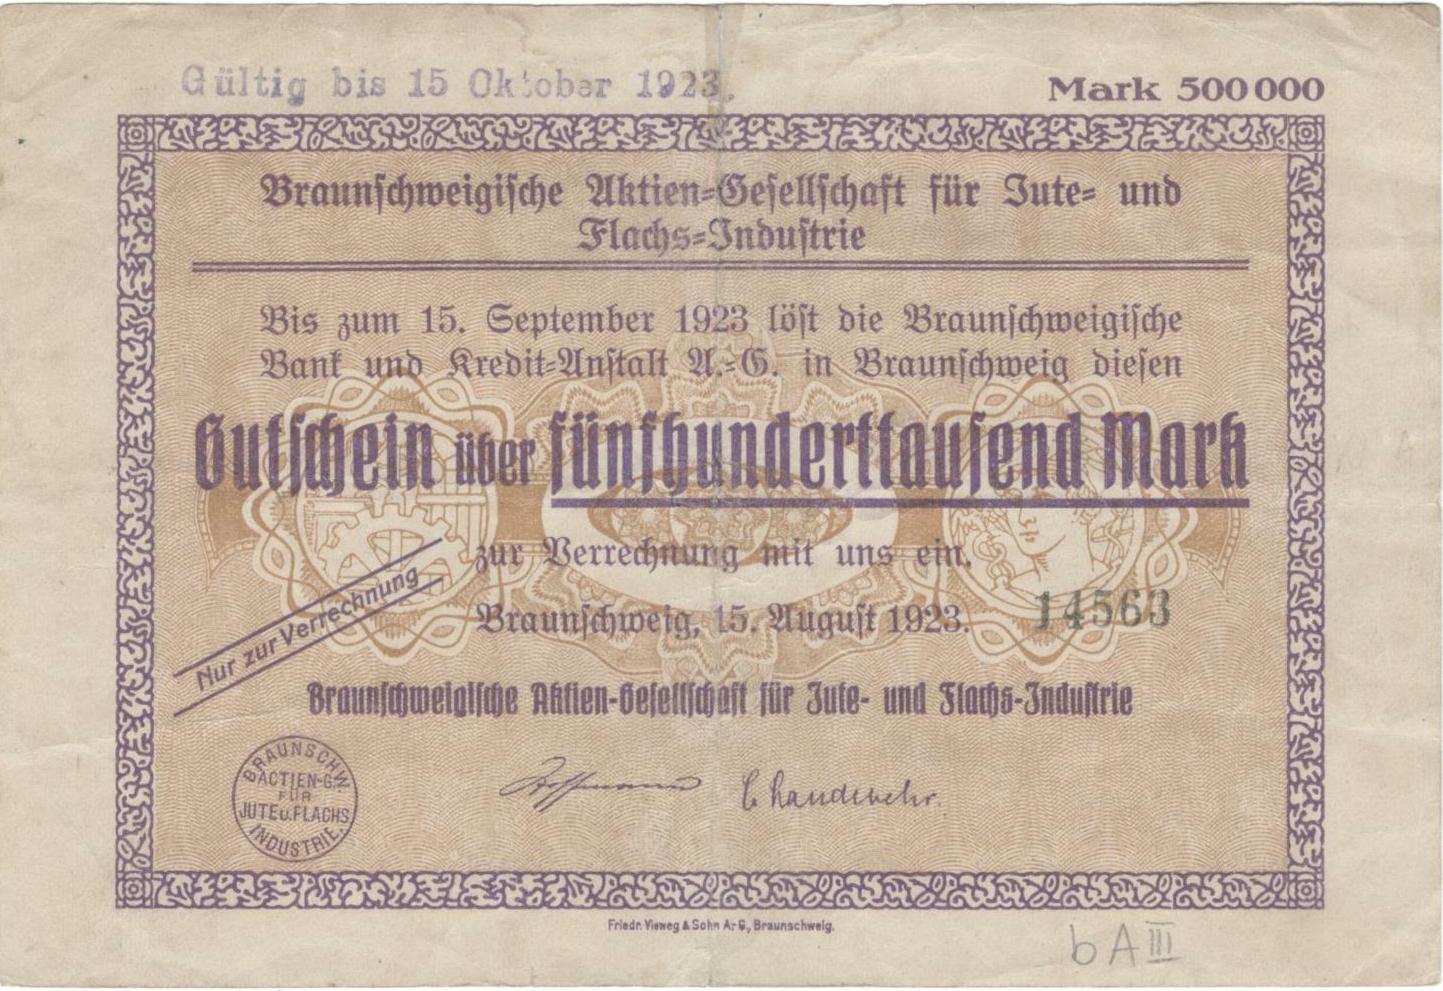 Gültig bis 15 Oktober 1923.
Mark 500 000
Braunschweigische Aktien-Gesellschaft für Jute- und
Flachs-Industrie
Bis zum 15. September 1923 löst die Braunschweigische
Bank und Kredit-Anstalt A.-G. in Braunschweig diesen
Gutschein über fünfhunderttausend Mark
zur Verrechnung mit uns ein.
Nur zur Verrechnung
Braunschweig, 15. August 1923.
14563
Braunschweigische Aktien-Gesellschaft für Jute- und Flachs-Industrie
BRAUNSCHW.
ACTIEN-G.
FÜR
JUTE u. FLACHS
INDUSTRIE.
C. Landwehr.
Friedr. Vieweg & Sohn A.-G., Braunschweig.
b A III